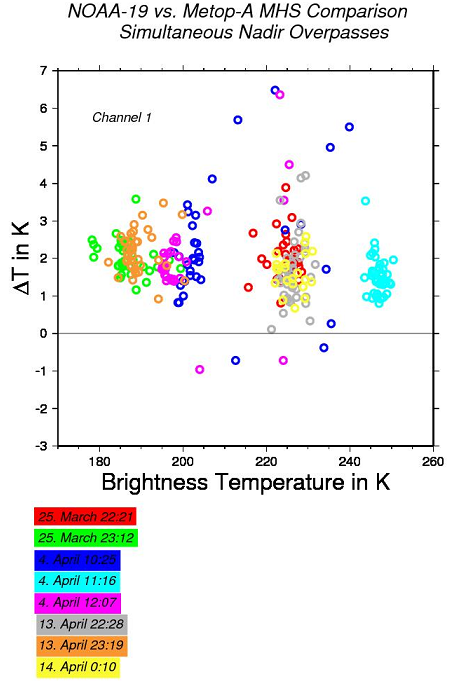 NOAA-19 vs. Metop-A MHS Comparison
Simultaneous Nadir Overpasses
Channel 1
ΔT in K
7
6
5
4
3
2
1
0
-1
-2
-3
180 200 220 240 260
Brightness Temperature in K
25. March 22:21
25. March 23:12
4. April 10:25
4. April 11:16
4. April 12:07
13. April 22:28
13. April 23:19
14. April 0:10